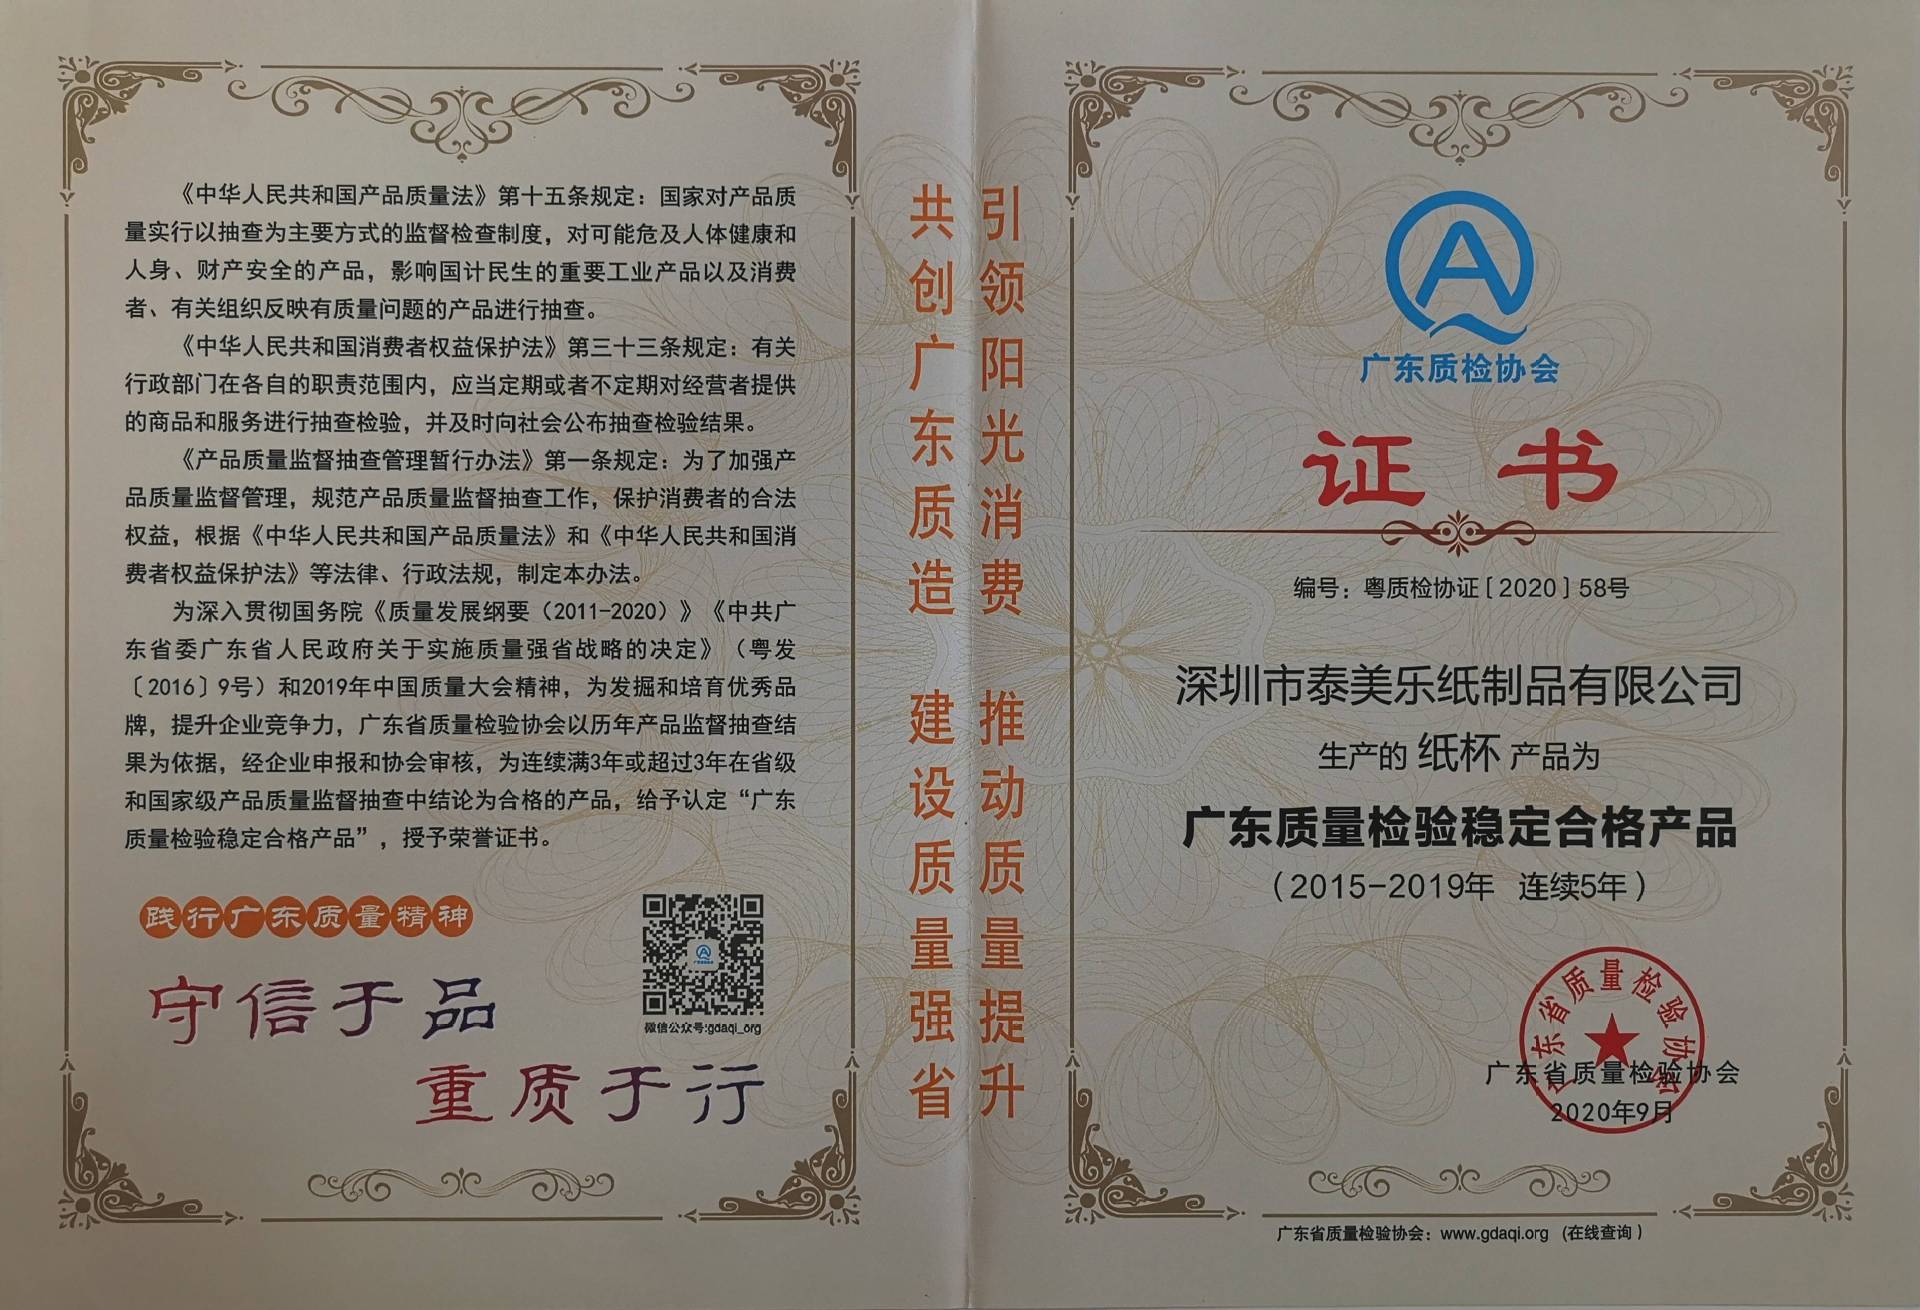 《中华人民共和国产品质量法》第十五条规定：国家对产品质
量实行以抽查为主要方式的监督检查制度，对可能危及人体健康和
人身、财产安全的产品，影响国计民生的重要工业产品以及消费
者、有关组织反映有质量问题的产品进行抽查。
《中华人民共和国消费者权益保护法》第三十三条规定：有关
行政部门在各自的职责范围内，应当定期或者不定期对经营者提供
的商品和服务进行抽查检验，并及时向社会公布抽查检验结果。
《产品质量监督抽查管理暂行办法》第一条规定：为了加强产
品质量监督管理，规范产品质量监督抽查工作，保护消费者的合法
权益，根据《中华人民共和国产品质量法》和《中华人民共和国消
费者权益保护法》等法律、行政法规，制定本办法。
为深入贯彻国务院《质量发展纲要（2011-2020）》《中共广
东省委广东省人民政府关于实施质量强省战略的决定》（粤发
〔2016〕9号）和2019年中国质量大会精神，为发掘和培育优秀品
牌，提升企业竞争力，广东省质量检验协会以历年产品监督抽查结
果为依据，经企业申报和协会审核，为连续满3年或超过3年在省级
和国家级产品质量监督抽查中结论为合格的产品，给予认定“广东
质量检验稳定合格产品”，授予荣誉证书。
践行广东质量精神
守信于品
重质于行
微信公众号:gdaqi_org
引领阳光消费 推动质量提升
共创广东质造 建设质量强省
广东质检协会
证书
编号：粤质检协证〔2020〕58号
深圳市泰美乐纸制品有限公司
生产的 纸杯 产品为
广东质量检验稳定合格产品
（2015-2019年 连续5年）
广东省质量检验协会
广东省质量检验协会
2020年9月
广东省质量检验协会：www.gdaqi.org （在线查询）